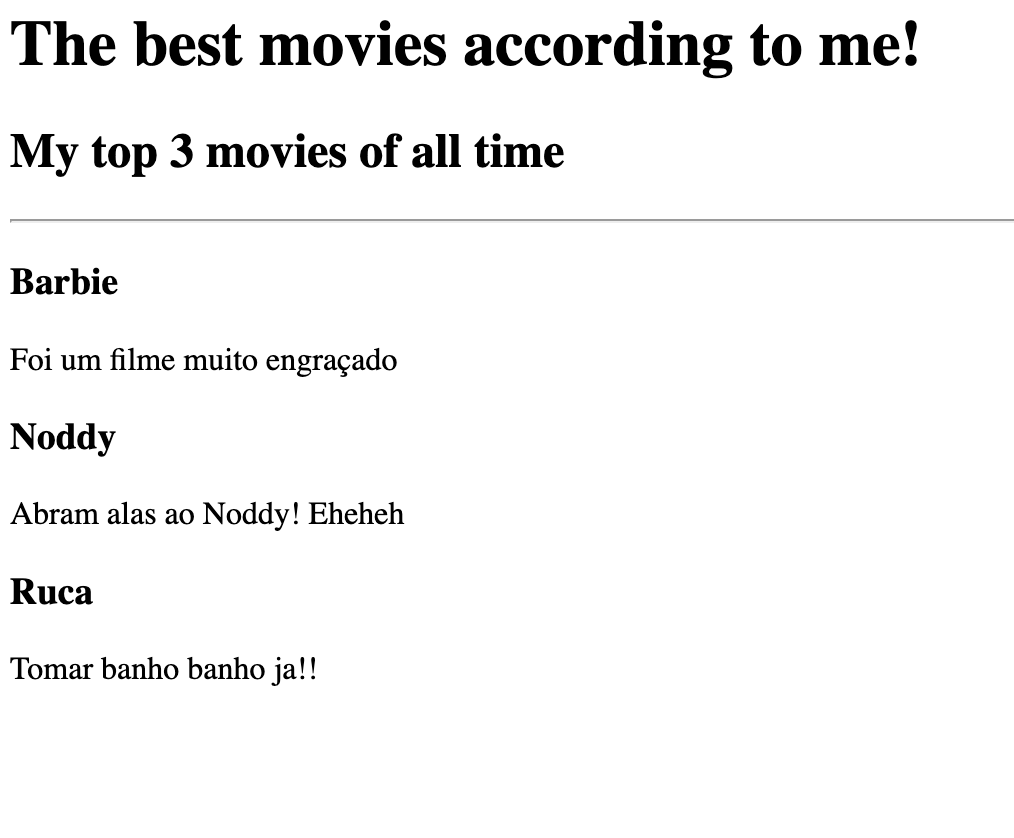 The best movies according to me!
My top 3 movies of all time
Barbie
Foi um filme muito engraçado
Noddy
Abram alas ao Noddy! Eheheh
Ruca
Tomar banho banho ja!!